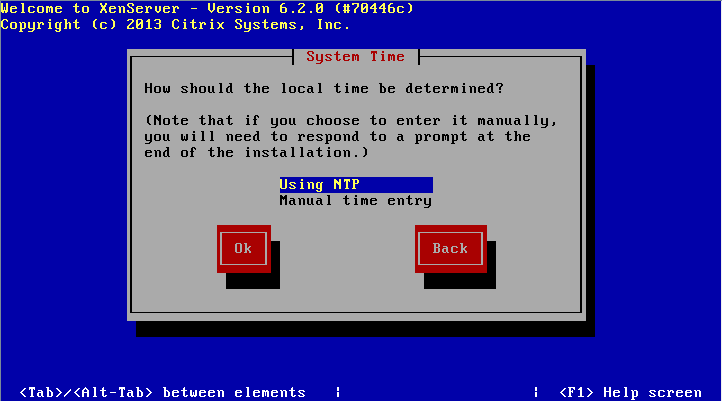 Welcome to XenServer - Version 6.2.0 (#70446c)
Copyright (c) 2013 Citrix Systems, Inc.
System Time
How should the local time be determined?
(Note that if you choose to enter it manually,
you will need to respond to a prompt at the
end of the installation.)
Using NTP
Manual time entry
Ok Back
<Tab>/<Alt-Tab> between elements | | <F1> Help screen